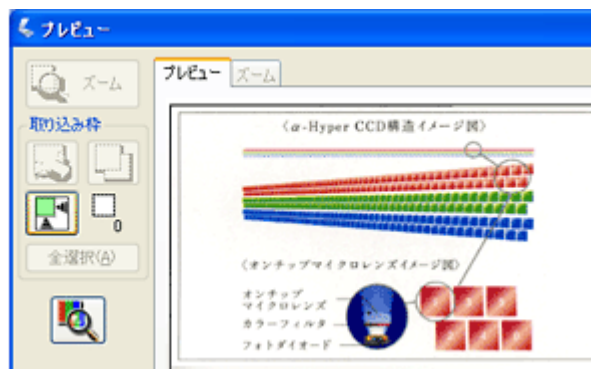 プレビュー
ズーム
プレビュー
ズーム
取り込み枠
0
全選択(A)
〈α-Hyper CCD構造イメージ図〉
〈オンチップマイクロレンズイメージ図〉
オンチップ
マイクロレンズ
カラーフィルタ
フォトダイオード